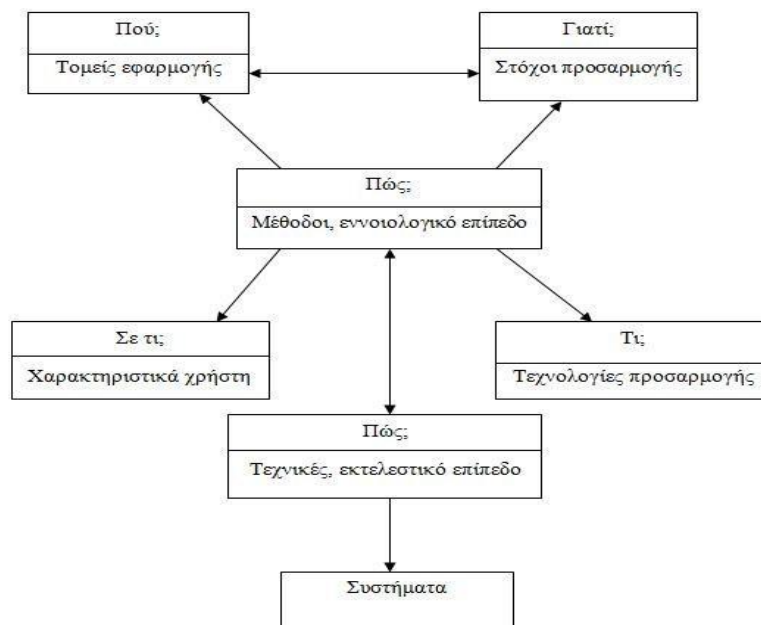 Πού;
Τομείς εφαρμογής
Γιατί;
Στόχοι προσαρμογής
Πώς;
Μέθοδοι, εννοιολογικό επίπεδο
Σε τι;
Χαρακτηριστικά χρήστη
Τι;
Τεχνολογίες προσαρμογής
Πώς;
Τεχνικές, εκτελεστικό επίπεδο
Συστήματα